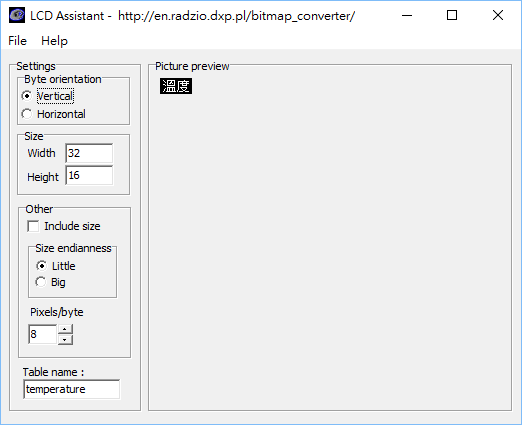 LCD Assistant - http://en.radzio.dxp.pl/bitmap_converter/
File Help
Settings
Byte orientation
Vertical
Horizontal
Size
Width 32
Height 16
Other
Include size
Size endianness
Little
Big
Pixels/byte
8
Table name :
temperature
Picture preview
溫度